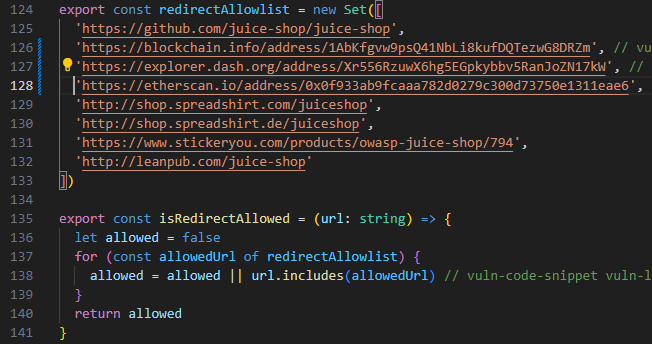 124 export const redirectAllowlist = new Set([
125 'https://github.com/juice-shop/juice-shop',
126 'https://blockchain.info/address/1AbKfgvw9psQ41NbLi8kufDQTezwG8DRZm', // vu
127 'https://explorer.dash.org/address/Xr556RzuwX6hg5EGpkybbv5RanJoZN17kW', //
128 'https://etherscan.io/address/0x0f933ab9fcaaa782d0279c300d73750e1311eae6',
129 'http://shop.spreadshirt.com/juiceshop',
130 'http://shop.spreadshirt.de/juiceshop',
131 'https://www.stickeryou.com/products/owasp-juice-shop/794',
132 'http://leanpub.com/juice-shop'
133 ])
134
135 export const isRedirectAllowed = (url: string) => {
136 let allowed = false
137 for (const allowedUrl of redirectAllowlist) {
138 allowed = allowed || url.includes(allowedUrl) // vuln-code-snippet vuln-l
139 }
140 return allowed
141 }